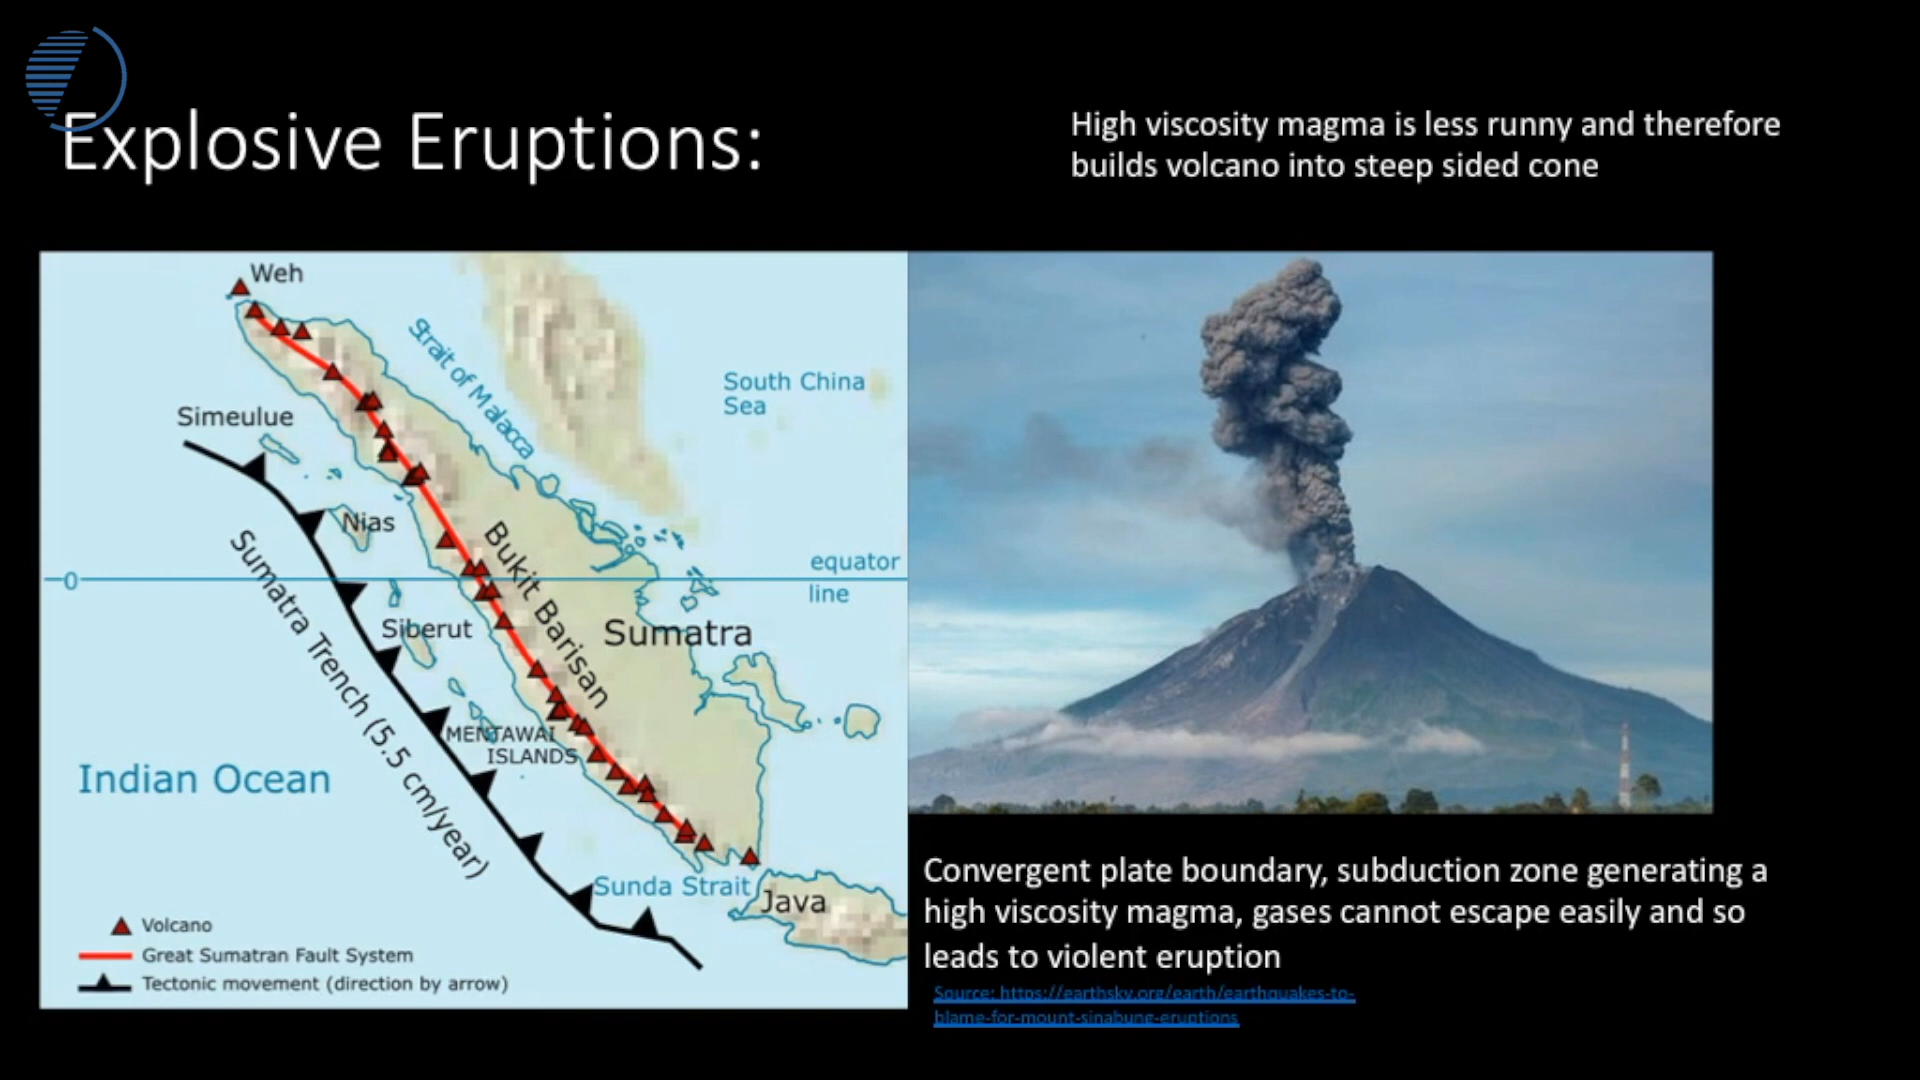 Explosive Eruptions:
High viscosity magma is less runny and therefore
builds volcano into steep sided cone
Weh
Strait of Malacca
South China
Sea
Simeulue
Nias
equator
line
0
Bukit Barisan
Siberut
Sumatra
Sumatra Trench (5.5 cm/year)
MENTAWAI
ISLANDS
Indian Ocean
Sunda Strait
Java
Volcano
Great Sumatran Fault System
Tectonic movement (direction by arrow)
Convergent plate boundary, subduction zone generating a
high viscosity magma, gases cannot escape easily and so
leads to violent eruption
Source: https://earthsky.org/earth/earthquakes-to-
blame-for-mount-sinabung-eruptions